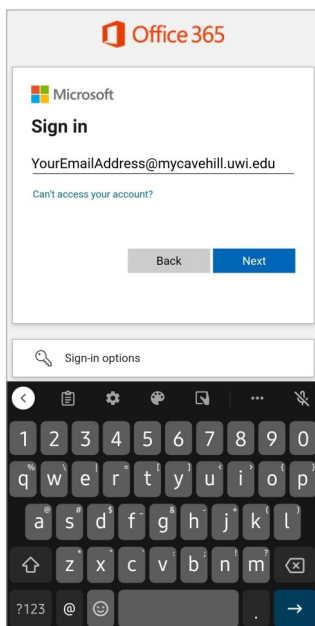 Office 365
Microsoft
Sign in
YourEmailAddress@mycavehill.uwi.edu
Can't access your account?
Back Next
Sign-in options
1 2 3 4 5 6 7 8 9 0
q w e r t y u i o p
a s d f g h j k l
z x c v b n m
?123 @ .